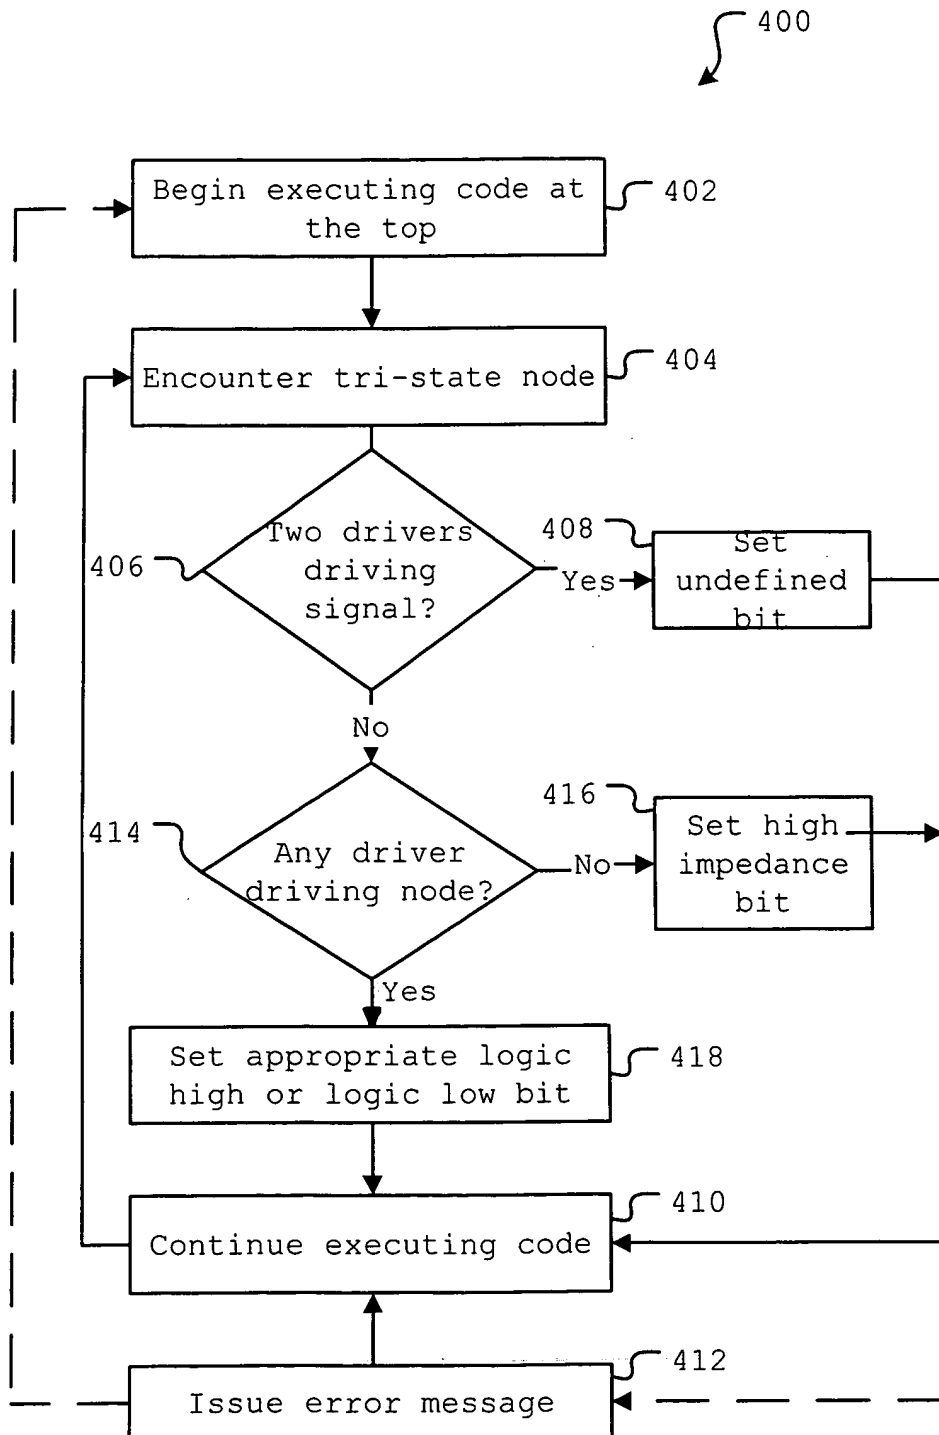 400
Begin executing code at
the top
402
Encounter tri-state node
404
Two drivers
driving
signal?
406
Yes
408
Set
undefined
bit
No
414
Any driver
driving node?
No
416
Set high
impedance
bit
Yes
Set appropriate logic
high or logic low bit
418
Continue executing code
410
Issue error message
412